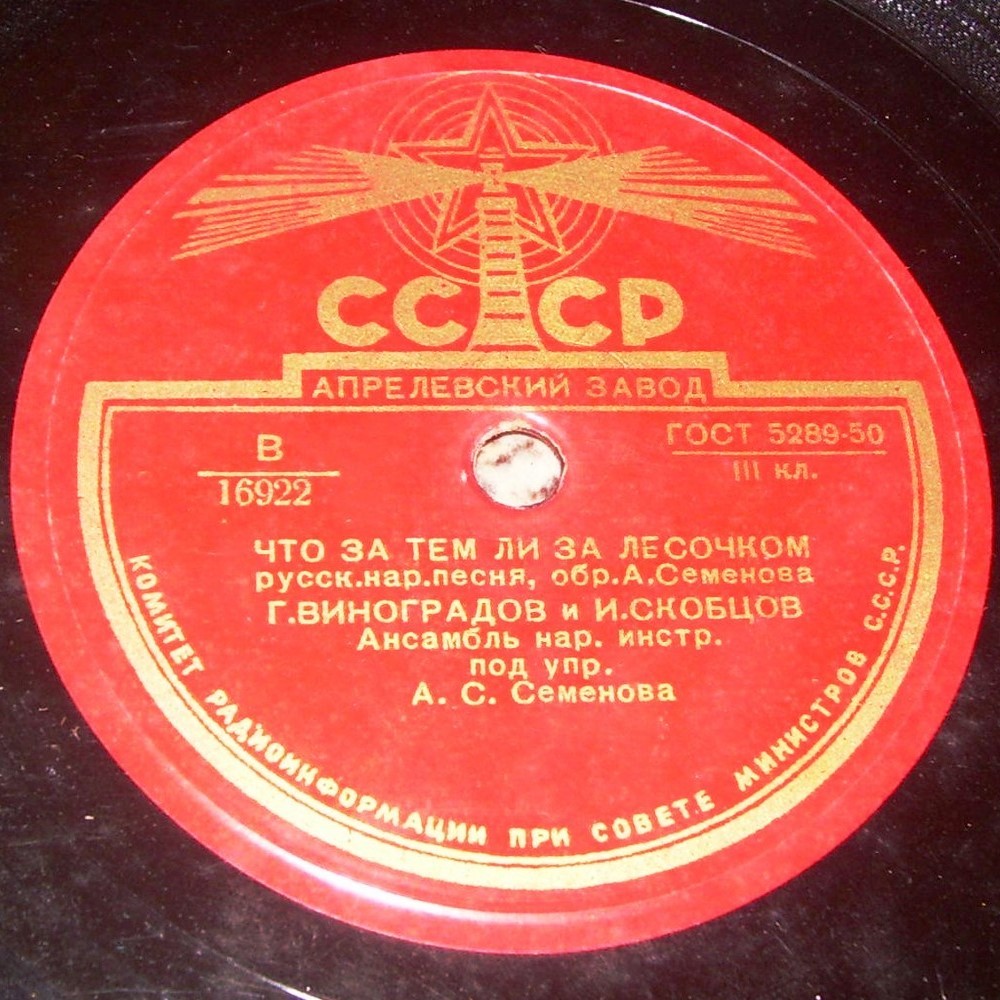 СССР
АПРЕЛЕВСКИЙ ЗАВОД
В
16922
ГОСТ 5289-50
III кл.
ЧТО ЗА ТЕМ ЛИ ЗА ЛЕСОЧКОМ
русск.нар.песня, обр.А.Семенова
Г.ВИНОГРАДОВ и И.СКОБЦОВ
Ансамбль нар. инстр.
под упр.
А. С. Семенова
КОМИТЕТ РАДИОИНФОРМАЦИИ ПРИ СОВЕТЕ МИНИСТРОВ С.С.С.Р.